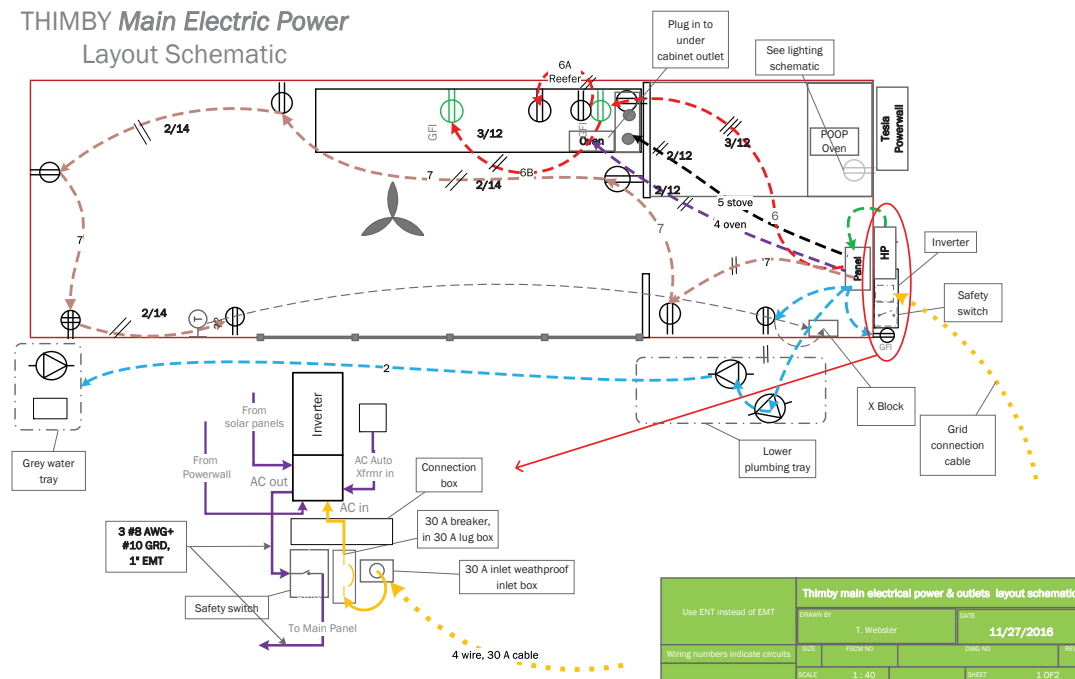 THIMBY Main Electric Power
Layout Schematic
Plug in to
under
cabinet outlet
See lighting
schematic
6A
Reefer
2/14
GFI
3/12
GFI
Oven
2/12
3/12
POOP
Oven
Tesla
Powerwall
7
2/14
6B
2/12
5 stove
4 oven
6
7
7
7
Panel
HP
Inverter
Safety
switch
2/14
T
GFI
2
X Block
Grid
connection
cable
Grey water
tray
Lower
plumbing tray
From
solar panels
Inverter
From
Powerwall
AC out
AC Auto
Xfrmr in
AC in
Connection
box
3 #8 AWG+
#10 GRD,
1" EMT
30 A breaker,
in 30 A lug box
30 A inlet weathproof
inlet box
Safety switch
To Main Panel
4 wire, 30 A cable
Use ENT instead of EMT
Thimby main electrical power & outlets layout schematic
DRAWN BY
T. Webster
DATE
11/27/2016
Wiring numbers indicate circuits
SIZE
FSCM NO
DWG NO
REV
SCALE
1 : 40
SHEET
1 OF2